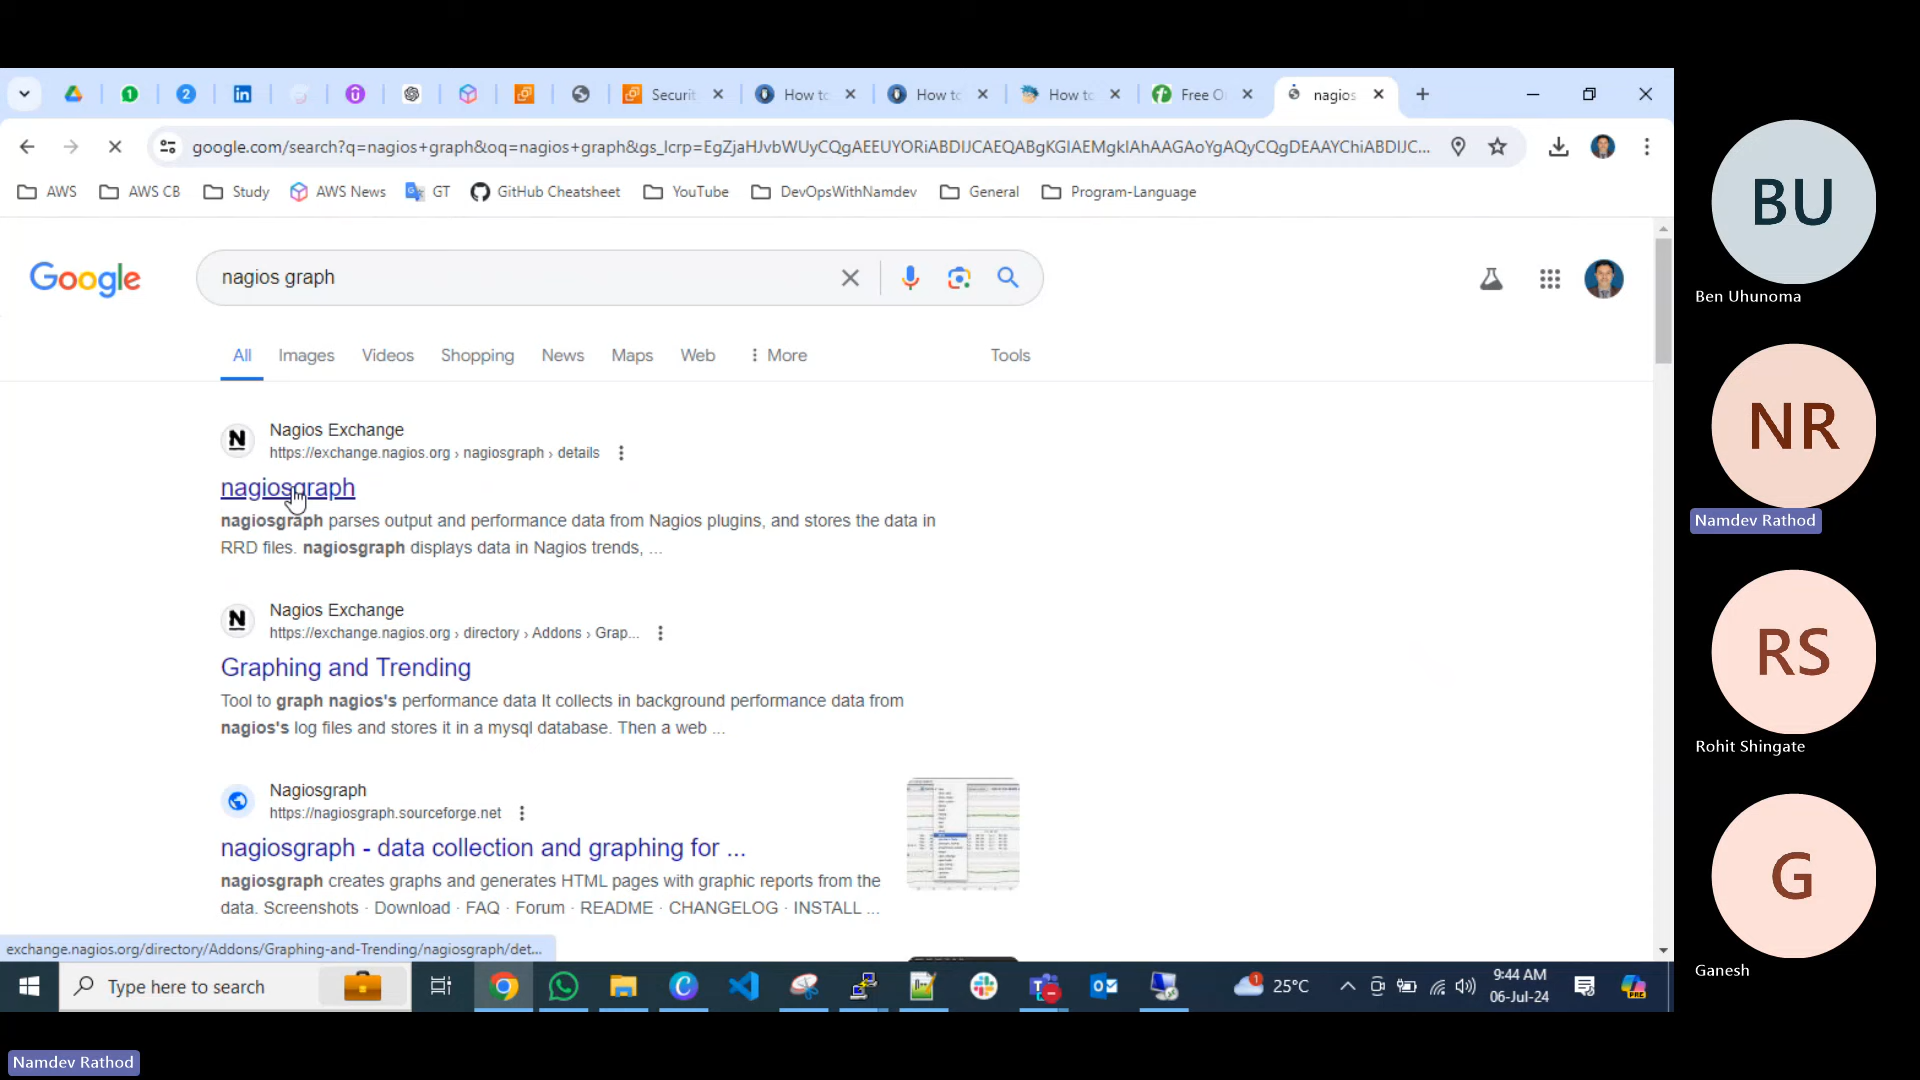 1
2
Securit
How to
How to
How to
Free O
nagios
google.com/search?q=nagios+graph&oq=nagios+graph&gs_lcrp=EgZjaHJvbWUyCQgAEEUYORiABDIJCAEQABgKGIAEMgkIAhAAGAoYgAQyCQgDEAAYChiABDIJC...
AWS
AWS CB
Study
AWS News
GT
GitHub Cheatsheet
YouTube
DevOpsWithNamdev
General
Program-Language
Google
nagios graph
All
Images
Videos
Shopping
News
Maps
Web
More
Tools
N
Nagios Exchange
https://exchange.nagios.org › nagiosgraph › details
nagiosgraph
nagiosgraph parses output and performance data from Nagios plugins, and stores the data in
RRD files. nagiosgraph displays data in Nagios trends, ...
N
Nagios Exchange
https://exchange.nagios.org › directory › Addons › Grap...
Graphing and Trending
Tool to graph nagios's performance data It collects in background performance data from
nagios's log files and stores it in a mysql database. Then a web ...
Nagiosgraph
https://nagiosgraph.sourceforge.net
nagiosgraph - data collection and graphing for ...
nagiosgraph creates graphs and generates HTML pages with graphic reports from the
data. Screenshots · Download · FAQ · Forum · README · CHANGELOG · INSTALL ...
exchange.nagios.org/directory/Addons/Graphing-and-Trending/nagiosgraph/det...
Type here to search
1
25°C
9:44 AM
06-Jul-24
PRE
BU
Ben Uhunoma
NR
Namdev Rathod
RS
Rohit Shingate
G
Ganesh
Namdev Rathod